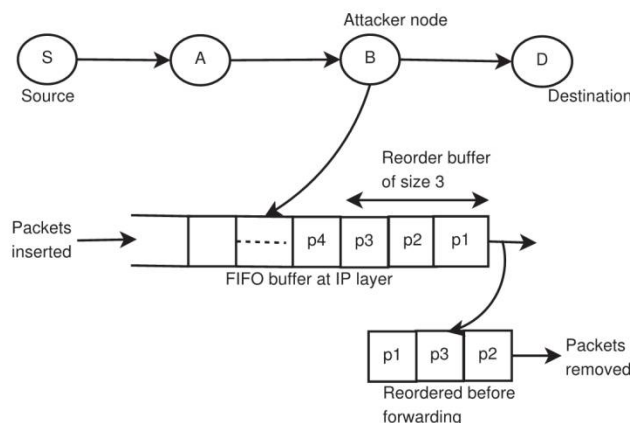 Attacker node
S
A
B
D
Source
Destination
Reorder buffer
of size 3
Packets
inserted
p4 p3 p2 p1
FIFO buffer at IP layer
p1 p3 p2
Packets
removed
Reordered before
forwarding